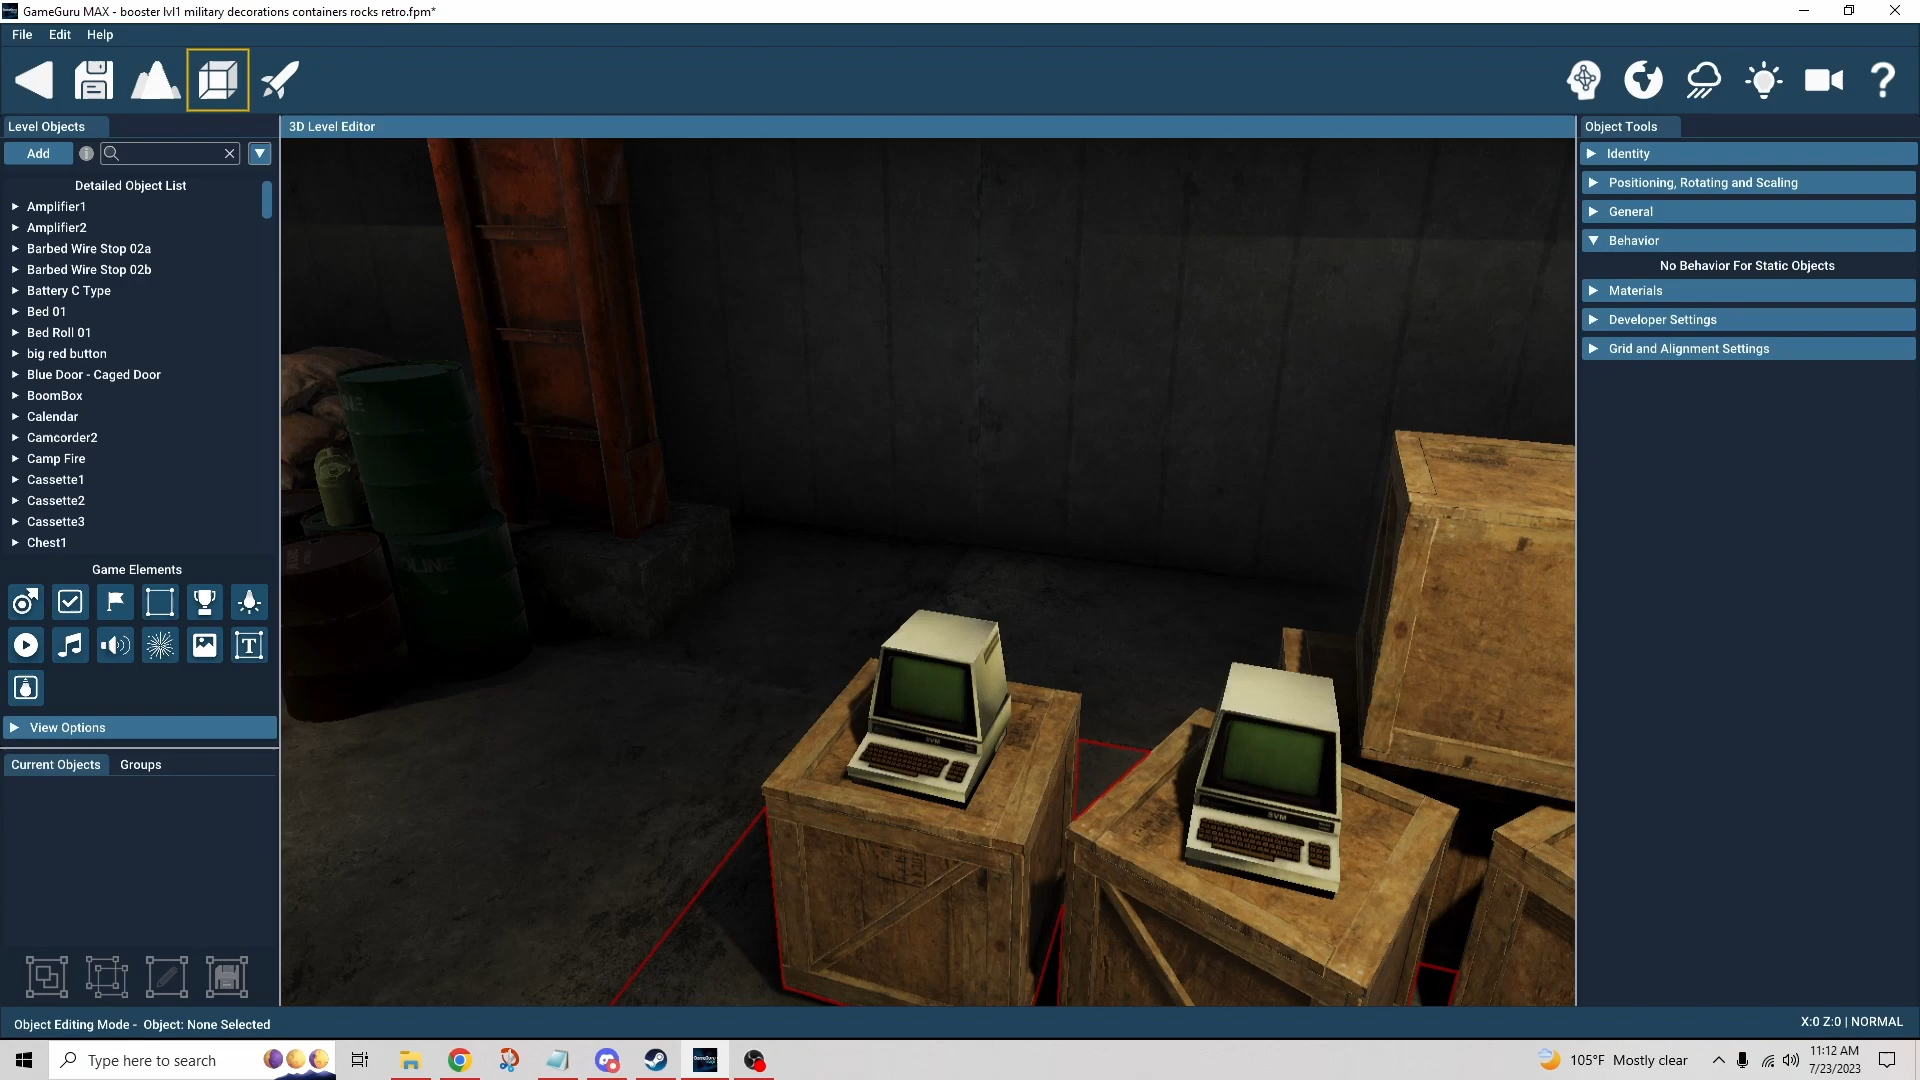 GameGuru MAX - booster lvl1 military decorations containers rocks retro.fpm*
File Edit Help
Level Objects
3D Level Editor
Object Tools
Add
Detailed Object List
Amplifier1
Amplifier2
Barbed Wire Stop 02a
Barbed Wire Stop 02b
Battery C Type
Bed 01
Bed Roll 01
big red button
Blue Door - Caged Door
BoomBox
Calendar
Camcorder2
Camp Fire
Cassette1
Cassette2
Cassette3
Chest1
Game Elements
View Options
Current Objects Groups
Identity
Positioning, Rotating and Scaling
General
Behavior
No Behavior For Static Objects
Materials
Developer Settings
Grid and Alignment Settings
SVM
SVM
Object Editing Mode - Object: None Selected
X:0 Z:0 | NORMAL
Type here to search
105°F Mostly clear
11:12 AM
7/23/2023